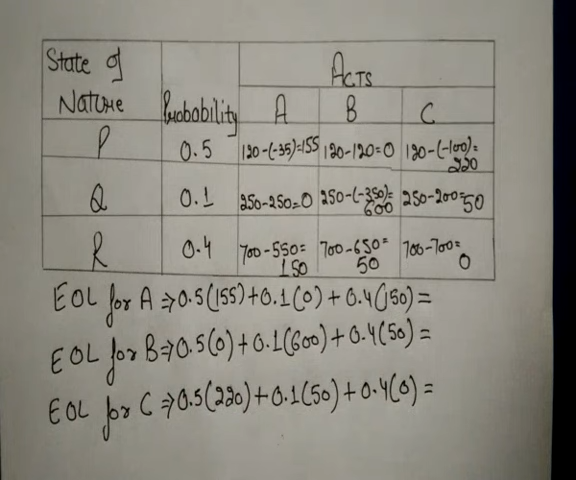 State of Nature Probability ACTS
A B C
P 0.5 120-(-35)=155 120-120=0 120-(-100)=220
Q 0.1 250-250=0 250-(-350)=600 250-200=50
R 0.4 700-550=150 700-650=50 700-700=0
EOL for A ⇒ 0.5(155)+0.1(0)+0.4(150)=
EOL for B ⇒ 0.5(0)+0.1(600)+0.4(50)=
EOL for C ⇒ 0.5(220)+0.1(50)+0.4(0)=